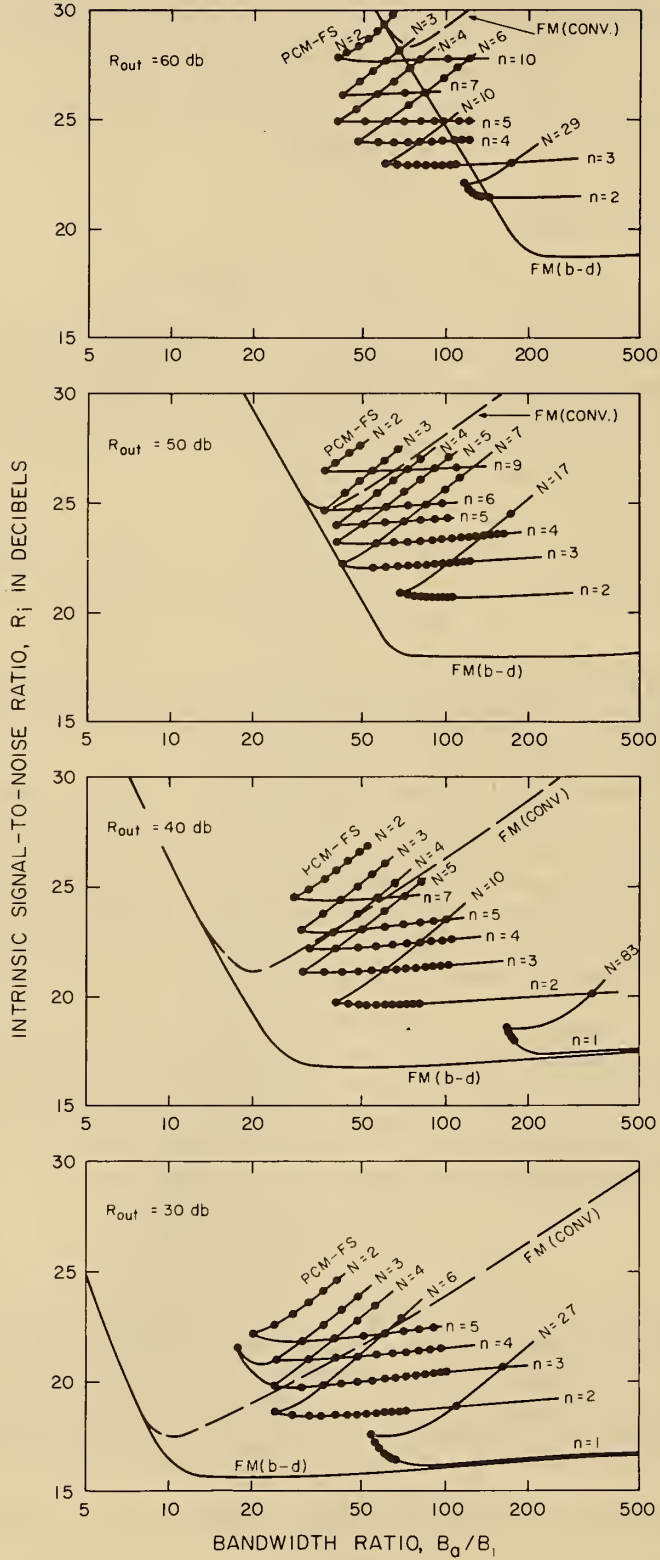 INTRINSIC SIGNAL-TO-NOISE RATIO, Ri IN DECIBELS
Rout = 60 db
PCM-FS
N=2
N=3
N=4
N=6
N=10
N=29
FM(CONV.)
n=10
n=7
n=5
n=4
n=3
n=2
FM(b-d)
30
25
20
15
5 10 20 50 100 200 500
Rout = 50 db
PCM-FS
N=2
N=3
N=4
N=5
N=7
N=17
FM(CONV.)
n=9
n=6
n=5
n=4
n=3
n=2
FM(b-d)
30
25
20
15
5 10 20 50 100 200 500
Rout = 40 db
PCM-FS
N=2
N=3
N=4
N=5
N=10
N=83
FM(CONV)
n=7
n=5
n=4
n=3
n=2
n=1
FM(b-d)
30
25
20
15
5 10 20 50 100 200 500
Rout = 30 db
PCM-FS
N=2
N=3
N=4
N=6
N=27
FM(CONV)
n=5
n=4
n=3
n=2
n=1
FM(b-d)
30
25
20
15
5 10 20 50 100 200 500
BANDWIDTH RATIO, Ba/B1